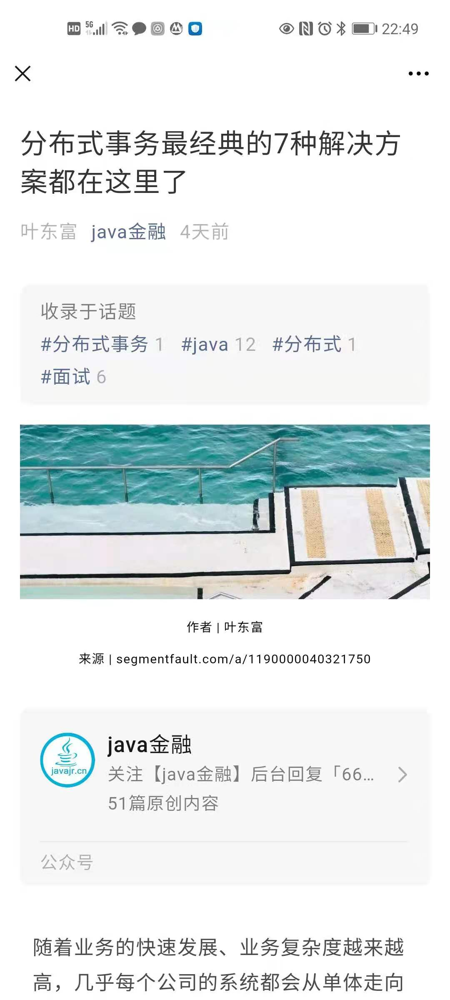 HD 5G 22:49
分布式事务最经典的7种解决方
案都在这里了
叶东富 java金融 4天前
收录于话题
#分布式事务 1 #java 12 #分布式 1
#面试 6
作者 | 叶东富
来源 | segmentfault.com/a/1190000040321750
java金融
javajr.cn
关注【java金融】后台回复「66...
51篇原创内容
公众号
随着业务的快速发展、业务复杂度越来越
高，几乎每个公司的系统都会从单体走向